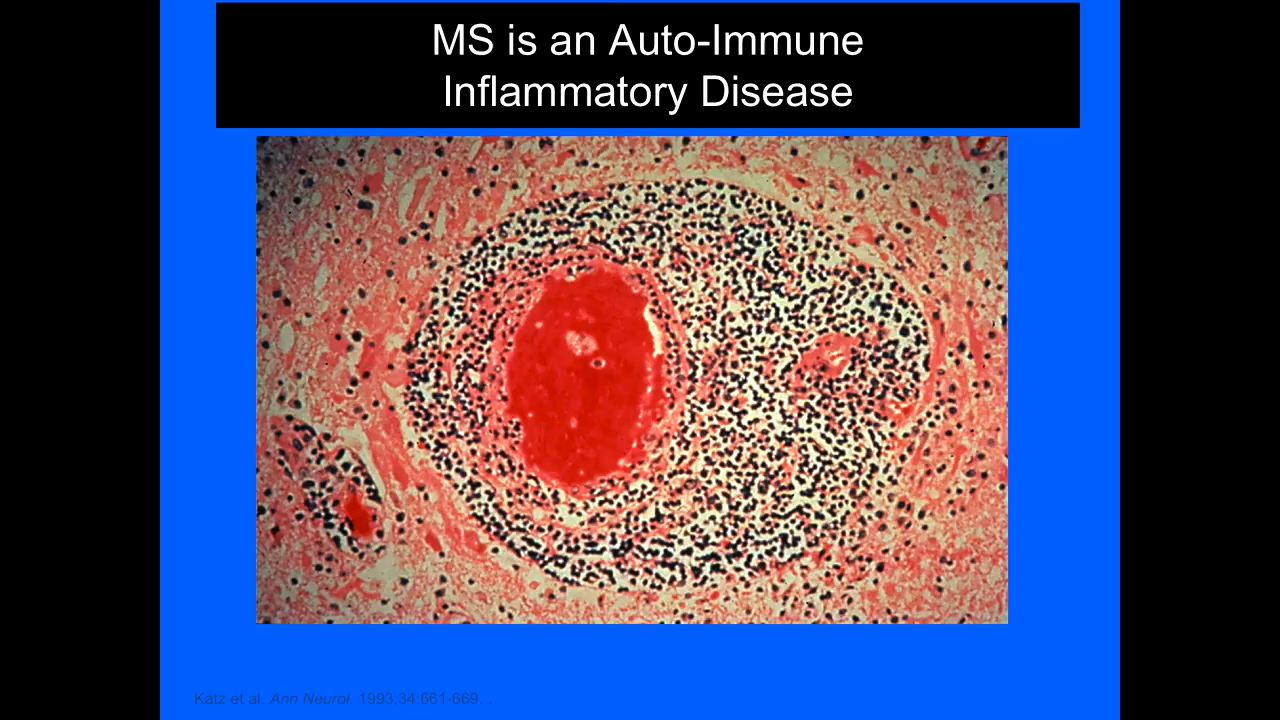 MS is an Auto-Immune
Inflammatory Disease
Katz et al. Ann Neurol. 1993;34:661-669. .